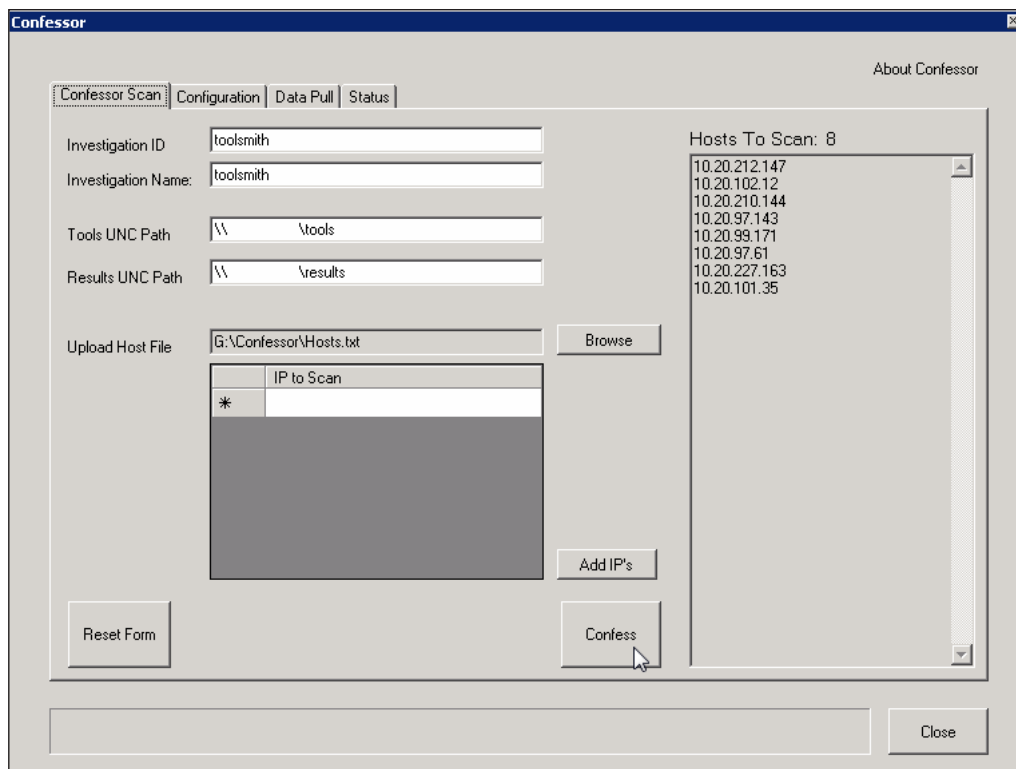 Confessor
About Confessor
Confessor Scan Configuration Data Pull Status
Investigation ID toolsmith
Investigation Name: toolsmith
Tools UNC Path \\ \tools
Results UNC Path \\ \results
Upload Host File G:\Confessor\Hosts.txt Browse
IP to Scan
*
Add IP's
Reset Form
Confess
Hosts To Scan: 8
10.20.212.147
10.20.102.12
10.20.210.144
10.20.97.143
10.20.99.171
10.20.97.61
10.20.227.163
10.20.101.35
Close